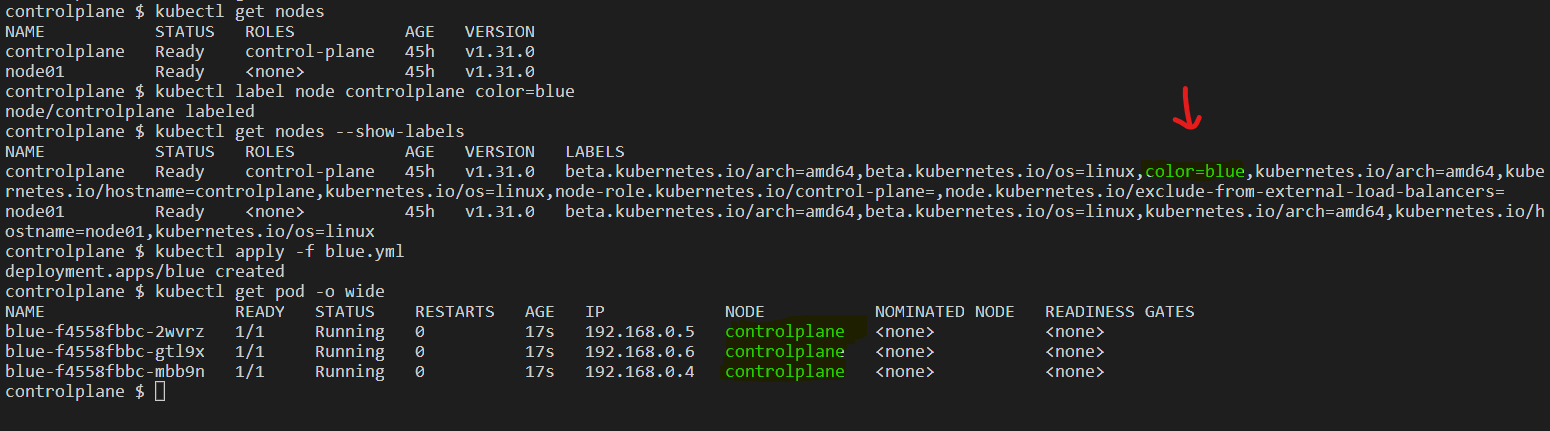 controlplane $ kubectl get nodes
NAME STATUS ROLES AGE VERSION
controlplane Ready control-plane 45h v1.31.0
node01 Ready <none> 45h v1.31.0
controlplane $ kubectl label node controlplane color=blue
node/controlplane labeled
controlplane $ kubectl get nodes --show-labels
NAME STATUS ROLES AGE VERSION LABELS
controlplane Ready control-plane 45h v1.31.0 beta.kubernetes.io/arch=amd64,beta.kubernetes.io/os=linux,color=blue,kubernetes.io/arch=amd64,kube
rnetes.io/hostname=controlplane,kubernetes.io/os=linux,node-role.kubernetes.io/control-plane=,node.kubernetes.io/exclude-from-external-load-balancers=
node01 Ready <none> 45h v1.31.0 beta.kubernetes.io/arch=amd64,beta.kubernetes.io/os=linux,kubernetes.io/arch=amd64,kubernetes.io/h
ostname=node01,kubernetes.io/os=linux
controlplane $ kubectl apply -f blue.yml
deployment.apps/blue created
controlplane $ kubectl get pod -o wide
NAME READY STATUS RESTARTS AGE IP NODE NOMINATED NODE READINESS GATES
blue-f4558fbbc-2wvrz 1/1 Running 0 17s 192.168.0.5 controlplane <none> <none>
blue-f4558fbbc-gtl9x 1/1 Running 0 17s 192.168.0.6 controlplane <none> <none>
blue-f4558fbbc-mbb9n 1/1 Running 0 17s 192.168.0.4 controlplane <none> <none>
controlplane $